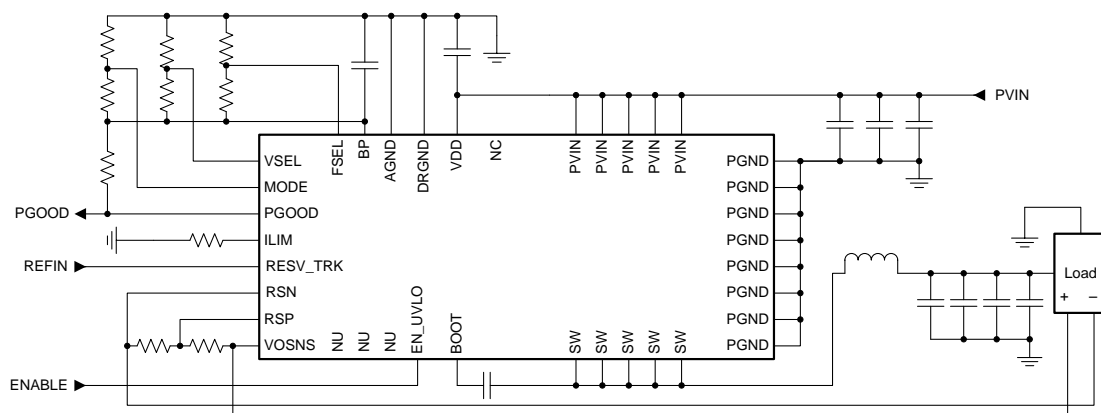 PVIN
FSEL
BP
AGND
DRGND
VDD
NC
PVIN
PVIN
PVIN
PVIN
PVIN
VSEL
MODE
PGOOD
PGOOD
ILIM
REFIN
RESV_TRK
RSN
RSP
VOSNS
PGND
PGND
PGND
PGND
PGND
PGND
PGND
PGND
Load
+ –
NU
NU
NU
EN_UVLO
BOOT
SW
SW
SW
SW
SW
ENABLE